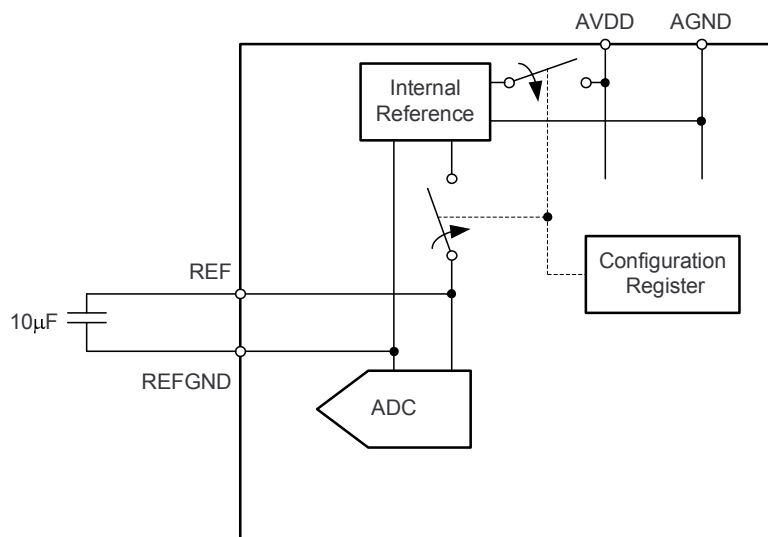 AVDD
AGND
Internal
Reference
REF
Configuration
Register
10μF
REFGND
ADC